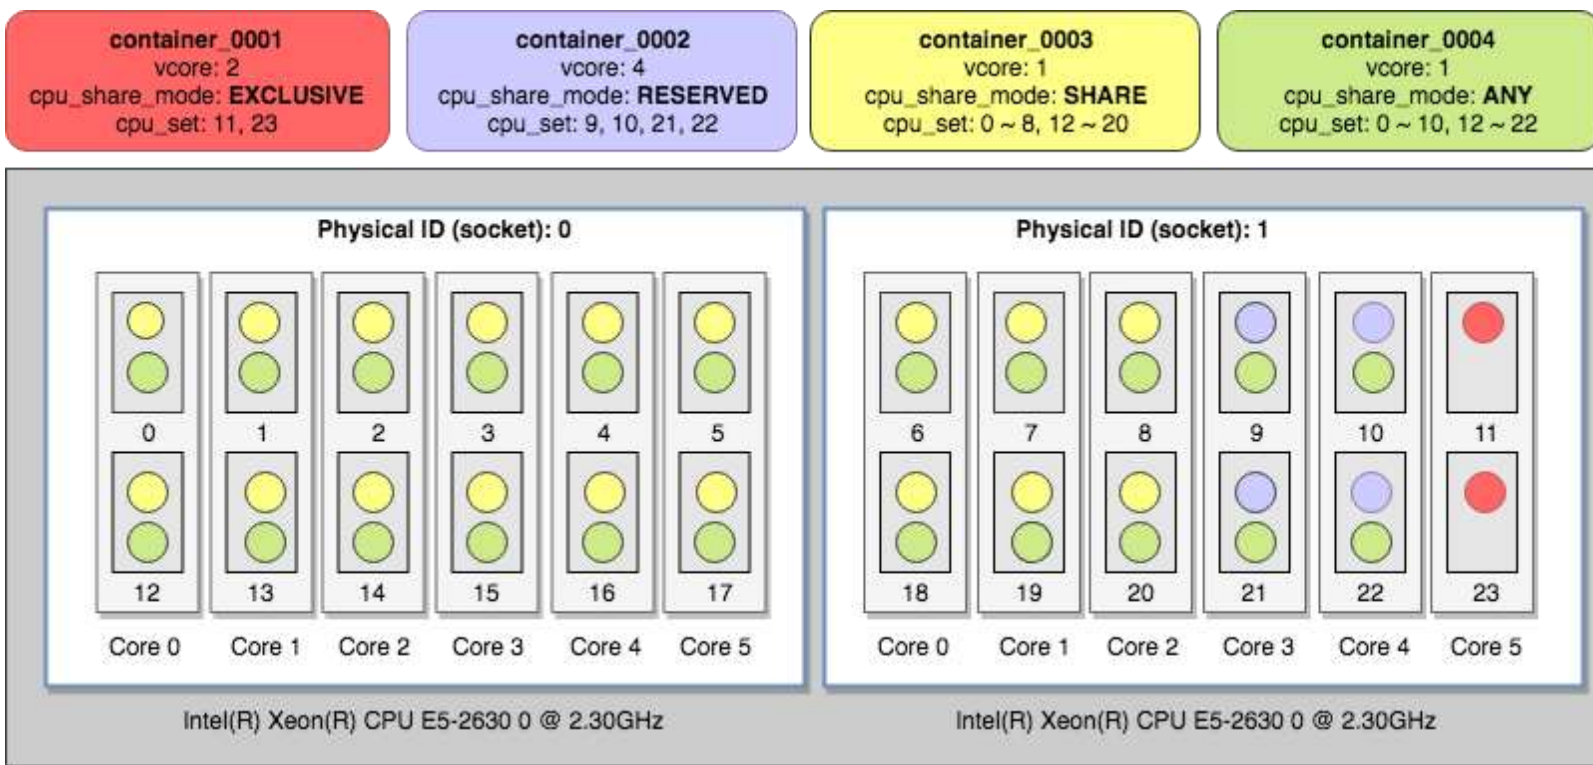 container_0001
vcore: 2
cpu_share_mode: EXCLUSIVE
cpu_set: 11, 23
container_0002
vcore: 4
cpu_share_mode: RESERVED
cpu_set: 9, 10, 21, 22
container_0003
vcore: 1
cpu_share_mode: SHARE
cpu_set: 0 ~ 8, 12 ~ 20
container_0004
vcore: 1
cpu_share_mode: ANY
cpu_set: 0 ~ 10, 12 ~ 22
Physical ID (socket): 0
0 1 2 3 4 5
12 13 14 15 16 17
Core 0 Core 1 Core 2 Core 3 Core 4 Core 5
Intel(R) Xeon(R) CPU E5-2630 0 @ 2.30GHz
Physical ID (socket): 1
6 7 8 9 10 11
18 19 20 21 22 23
Core 0 Core 1 Core 2 Core 3 Core 4 Core 5
Intel(R) Xeon(R) CPU E5-2630 0 @ 2.30GHz